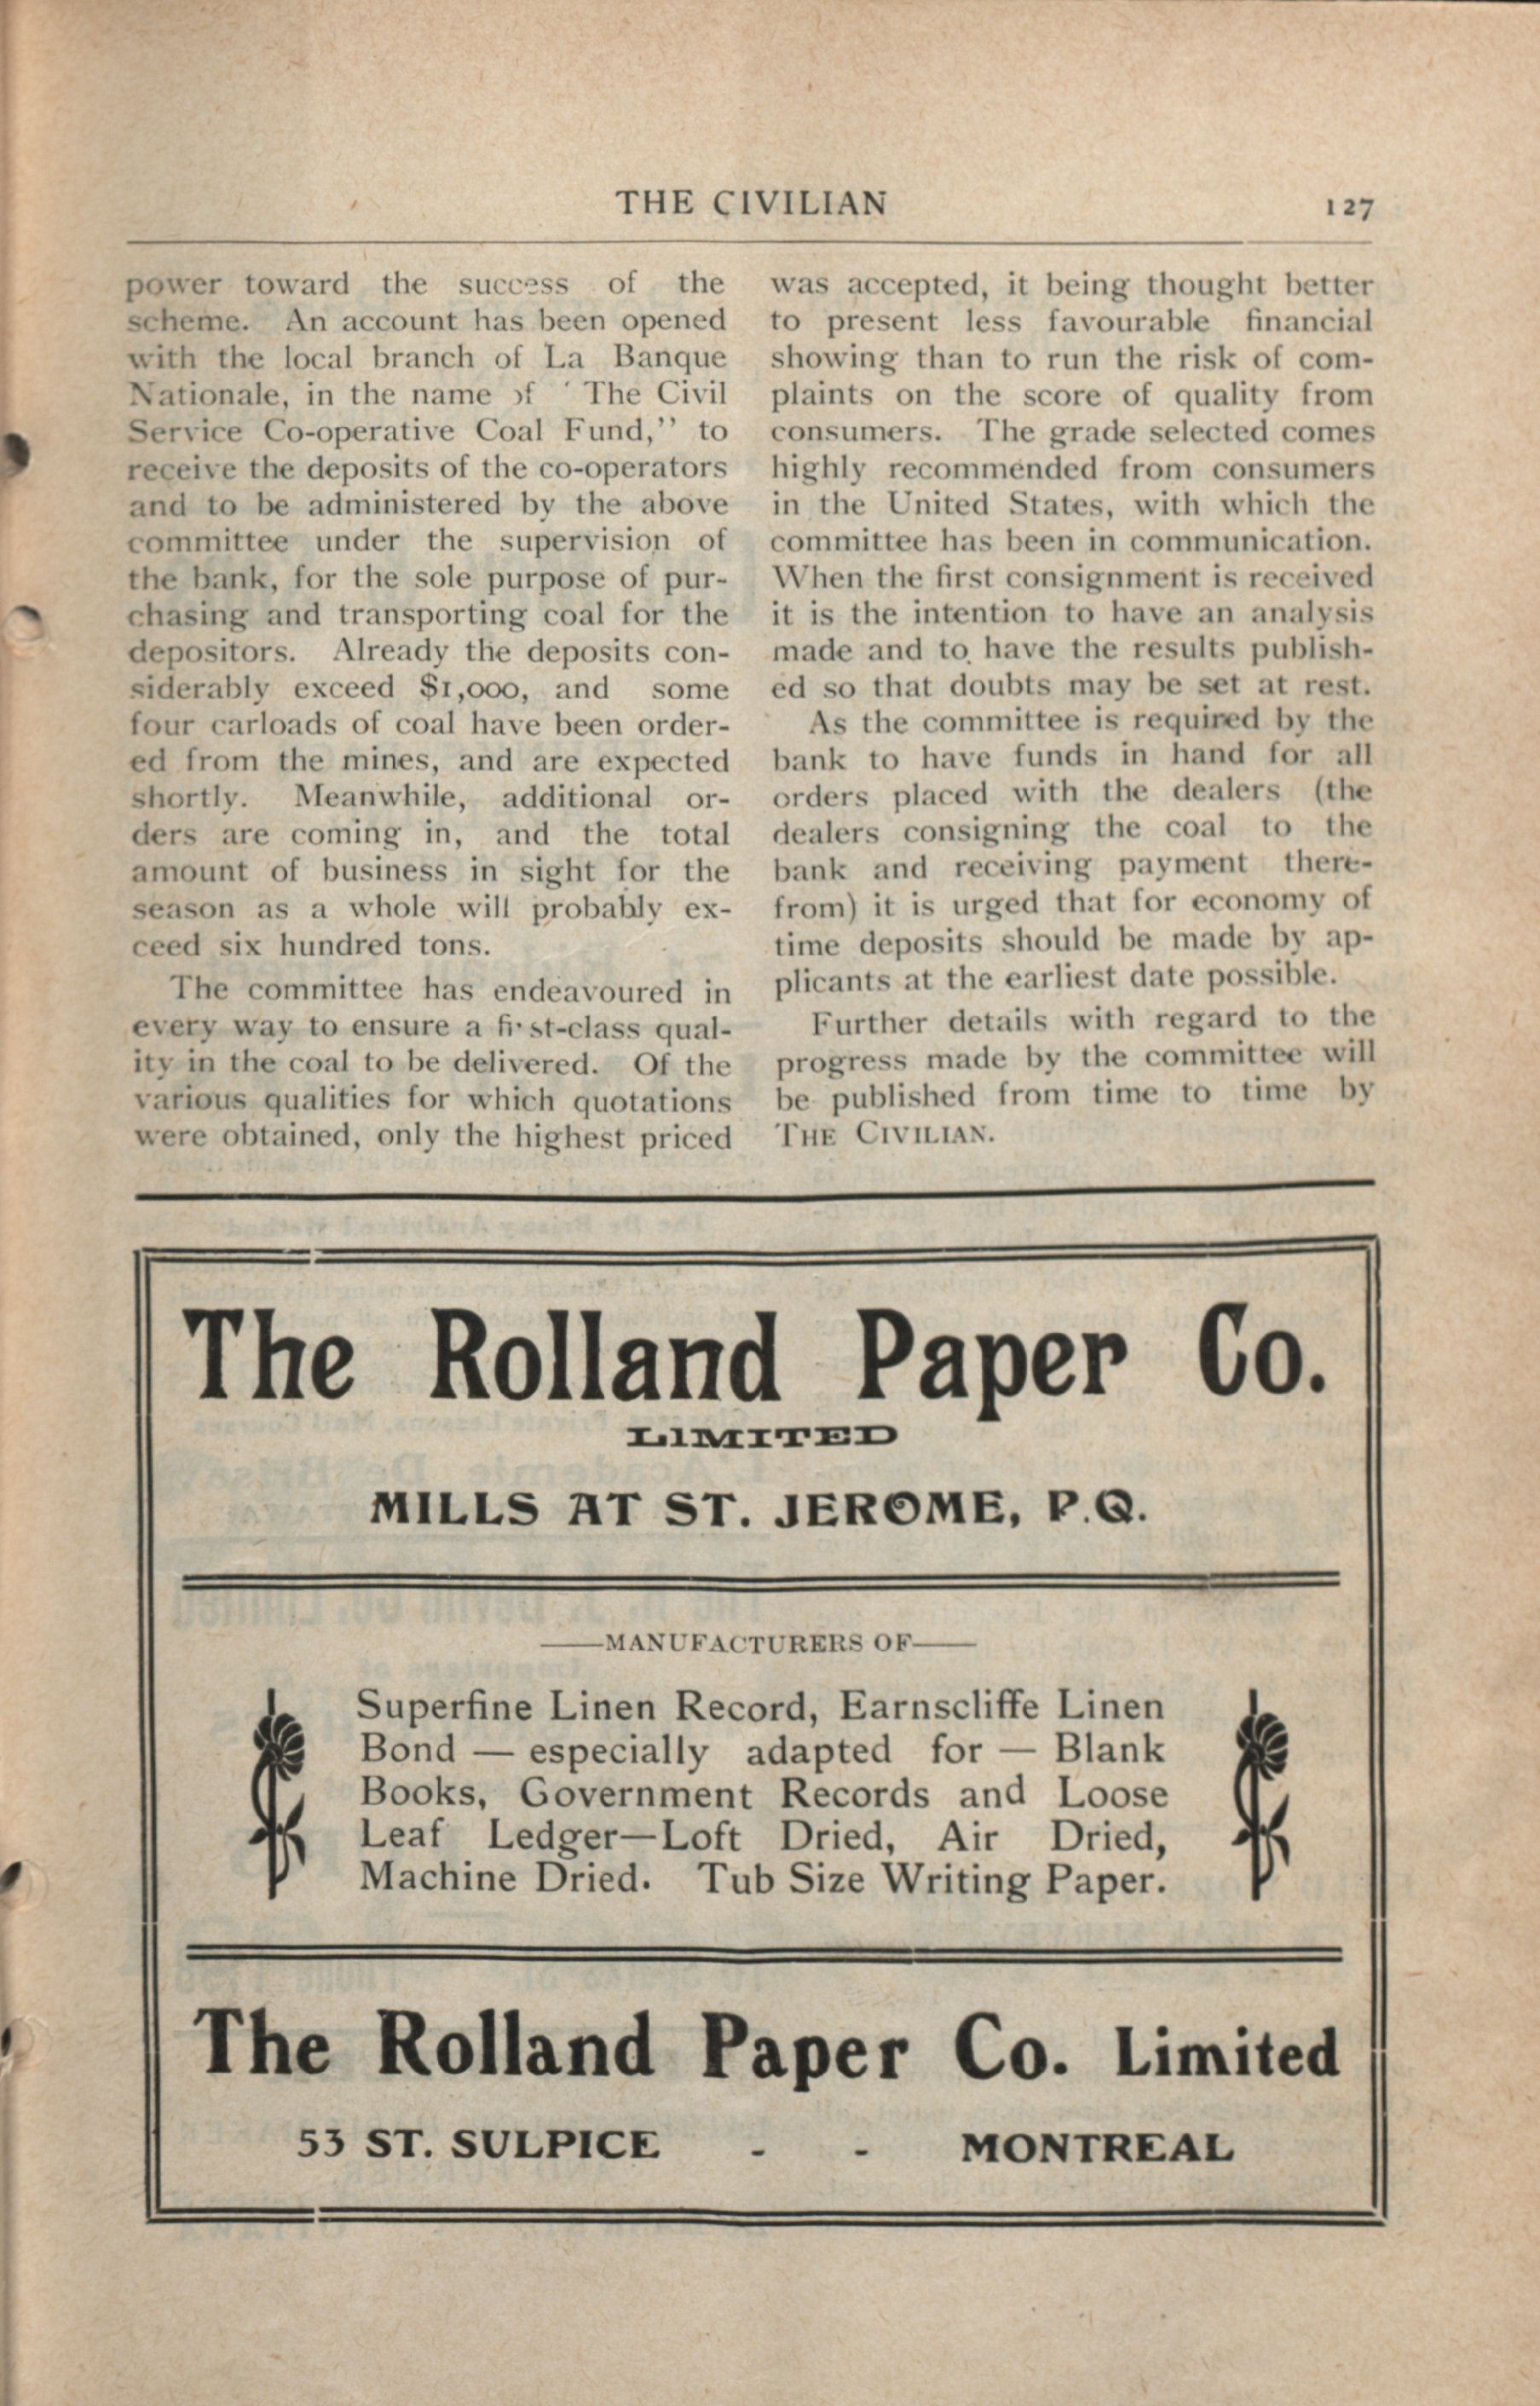 THE CIVILIAN
127
power toward the success of the
scheme. An account has been opened
with the local branch of La Banque
Nationale, in the name of ‘ The Civil
Service Co-operative Coal Fund,’’ to
receive the deposits of the co-operators
and to be administered by the above
committee under the supervision of
the bank, for the sole purpose of pur-
chasing and transporting coal for the
depositors. Already the deposits con-
siderably exceed $1,000, and some
four carloads of coal have been order-
ed from the mines, and are expected
shortly. Meanwhile, additional or-
ders are coming in, and the total
amount of business in sight for the
season as a whole will probably ex-
ceed six hundred tons.
The committee has endeavoured in
every way to ensure a first-class qual-
ity in the coal to be delivered. Of the
various qualities for which quotations
were obtained, only the highest priced
was accepted, it being thought better
to present less favourable financial
showing than to run the risk of com-
plaints on the score of quality from
consumers. The grade selected comes
highly recommended from consumers
in the United States, with which the
committee has been in communication.
When the first consignment is received
it is the intention to have an analysis
made and to have the results publish-
ed so that doubts may be set at rest.
As the committee is required by the
bank to have funds in hand for all
orders placed with the dealers (the
dealers consigning the coal to the
bank and receiving payment there-
from) it is urged that for economy of
time deposits should be made by ap-
plicants at the earliest date possible.
Further details with regard to the
progress made by the committee will
be published from time to time by
THE CIVILIAN.
The Rolland Paper Co.
LIMITED
MILLS AT ST. JEROME, P.Q.
——MANUFACTURERS OF——
Superfine Linen Record, Earnscliffe Linen
Bond — especially adapted for — Blank
Books, Government Records and Loose
Leaf Ledger—Loft Dried, Air Dried,
Machine Dried. Tub Size Writing Paper.
The Rolland Paper Co. Limited
53 ST. SULPICE - - MONTREAL